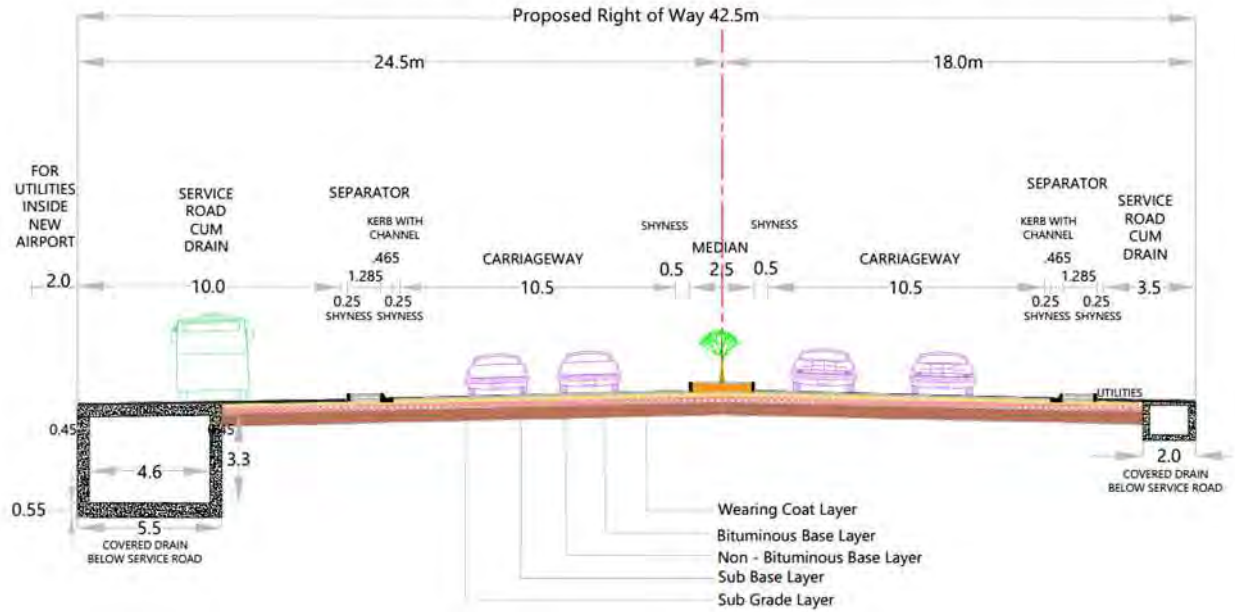 Proposed Right of Way 42.5m
24.5m
18.0m
FOR
UTILITIES
INSIDE
NEW
AIRPORT
2.0
SERVICE
ROAD
CUM
DRAIN
10.0
SEPARATOR
KERB WITH
CHANNEL
.465
1.285
0.25
SHYNESS
0.25
SHYNESS
CARRIAGEWAY
10.5
SHYNESS
0.5
MEDIAN
2.5
SHYNESS
0.5
CARRIAGEWAY
10.5
SEPARATOR
KERB WITH
CHANNEL
.465
1.285
0.25
SHYNESS
0.25
SHYNESS
SERVICE
ROAD
CUM
DRAIN
3.5
UTILITIES
0.45
0.45
3.3
4.6
0.55
5.5
COVERED DRAIN
BELOW SERVICE ROAD
2.0
COVERED DRAIN
BELOW SERVICE ROAD
Wearing Coat Layer
Bituminous Base Layer
Non - Bituminous Base Layer
Sub Base Layer
Sub Grade Layer